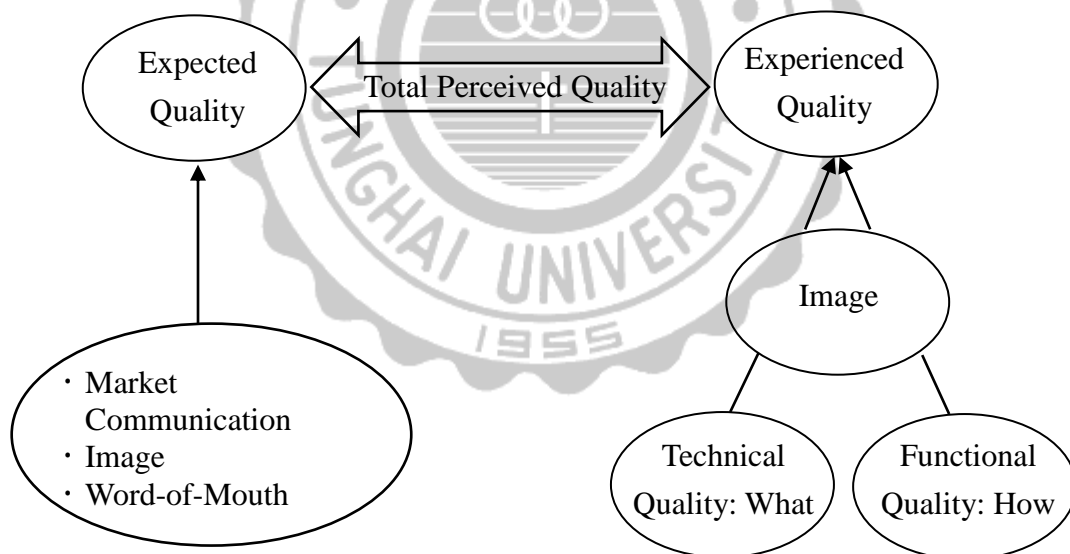 Expected
Quality
Total Perceived Quality
Experienced
Quality
Image
· Market
Communication
· Image
· Word-of-Mouth
Technical
Quality: What
Functional
Quality: How
TUNGHAI UNIVERSIT
1955